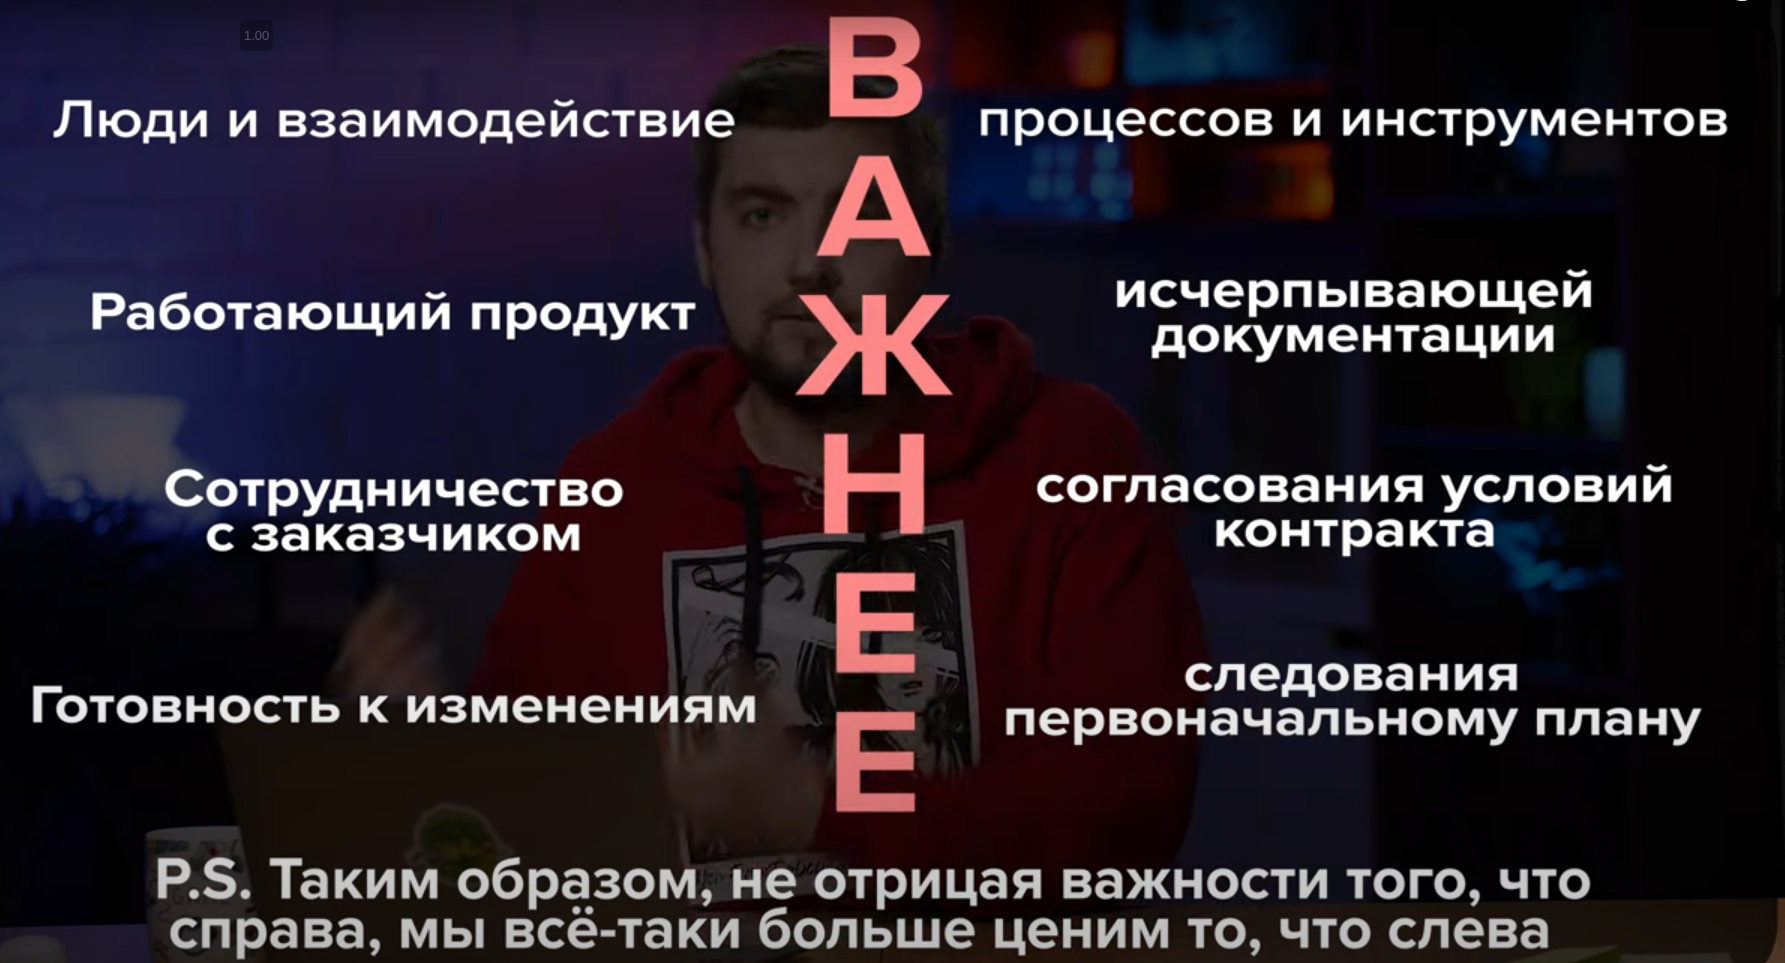 1.00
ВАЖНЕЕ
Люди и взаимодействие
процессов и инструментов
Работающий продукт
исчерпывающей
документации
Сотрудничество
с заказчиком
согласования условий
контракта
Готовность к изменениям
следования
первоначальному плану
P.S. Таким образом, не отрицая важности того, что
справа, мы всё-таки больше ценим то, что слева